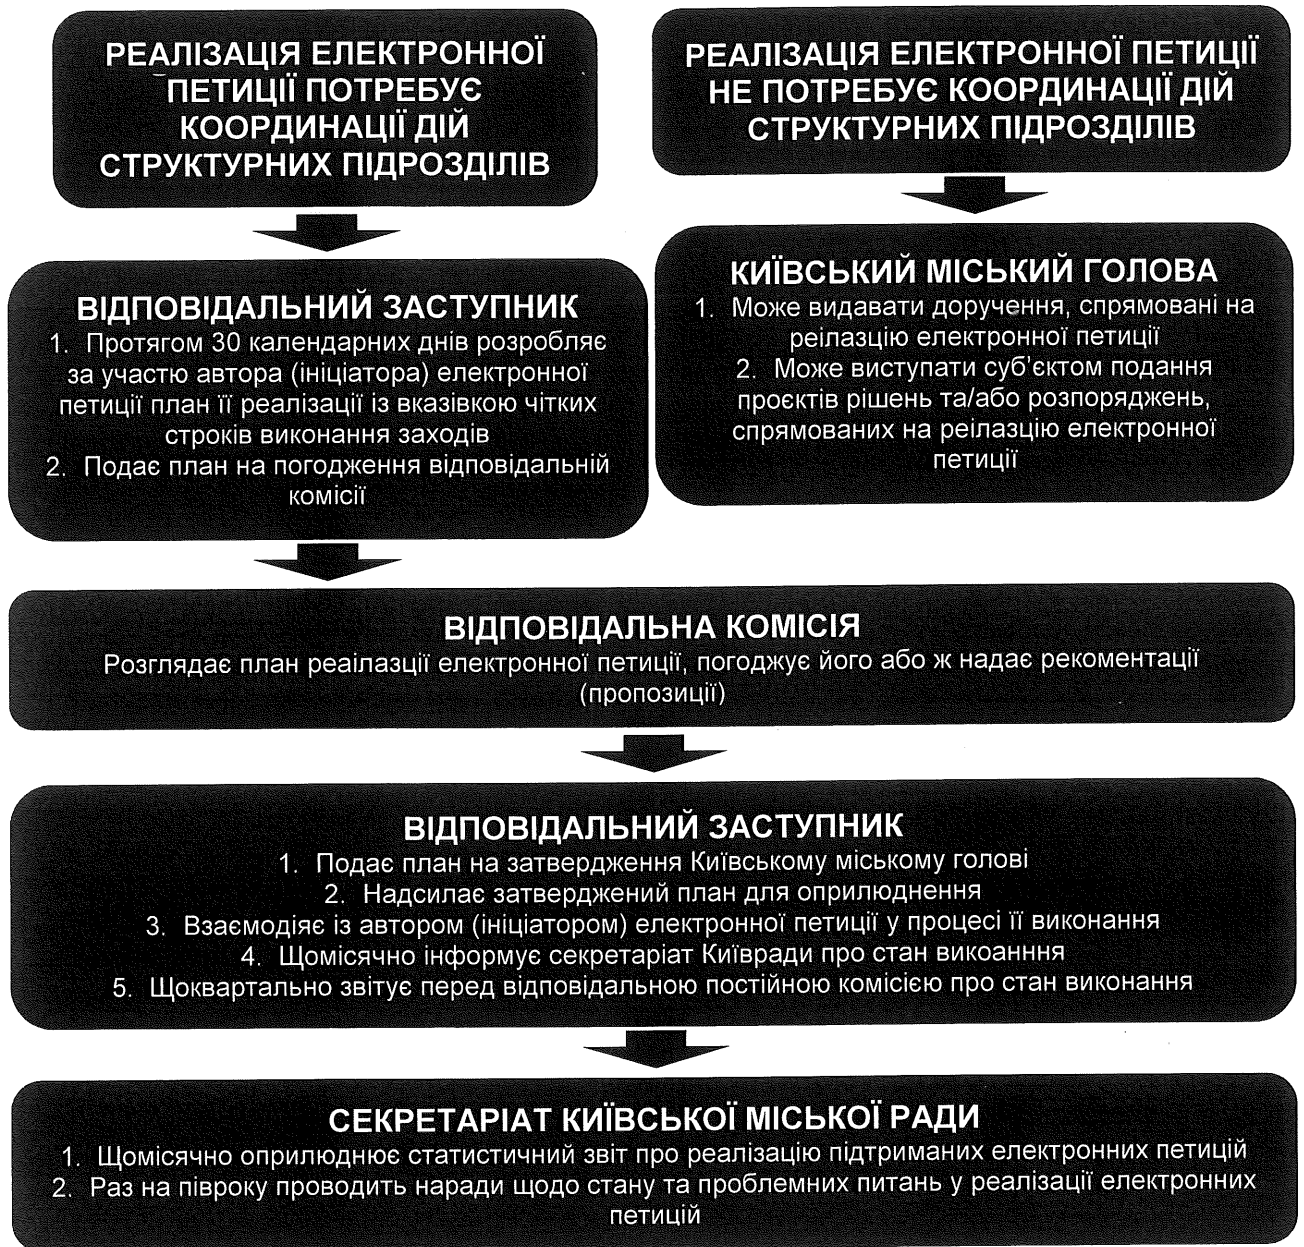 РЕАЛІЗАЦІЯ ЕЛЕКТРОННОЇ
ПЕТИЦІЇ ПОТРЕБУЄ
КООРДИНАЦІЇ ДІЙ
СТРУКТУРНИХ ПІДРОЗДІЛІВ
РЕАЛІЗАЦІЯ ЕЛЕКТРОННОЇ ПЕТИЦІЇ
НЕ ПОТРЕБУЄ КООРДИНАЦІЇ ДІЙ
СТРУКТУРНИХ ПІДРОЗДІЛІВ
ВІДПОВІДАЛЬНИЙ ЗАСТУПНИК
1. Протягом 30 календарних днів розробляє
за участю автора (ініціатора) електронної
петиції план її реалізації із вказівкою чітких
строків виконання заходів
2. Подає план на погодження відповідальній
комісії
КИЇВСЬКИЙ МІСЬКИЙ ГОЛОВА
1. Може видавати доручення, спрямовані на
реілазцію електронної петиції
2. Може виступати суб’єктом подання
проєктів рішень та/або розпоряджень,
спрямованих на реілазцію електронної
петиції
ВІДПОВІДАЛЬНА КОМІСІЯ
Розглядає план реаілазції електронної петиції, погоджує його або ж надає рекоментації
(пропозиції)
ВІДПОВІДАЛЬНИЙ ЗАСТУПНИК
1. Подає план на затвердження Київському міському голові
2. Надсилає затверджений план для оприлюднення
3. Взаємодіяє із автором (ініціатором) електронної петиції у процесі її виконання
4. Щомісячно інформує секретаріат Київради про стан викоанння
5. Щоквартально звітує перед відповідальною постійною комісією про стан виконання
СЕКРЕТАРІАТ КИЇВСЬКОЇ МІСЬКОЇ РАДИ
1. Щомісячно оприлюднює статистичний звіт про реалізацію підтриманих електронних петицій
2. Раз на півроку проводить наради щодо стану та проблемних питань у реалізації електронних
петицій